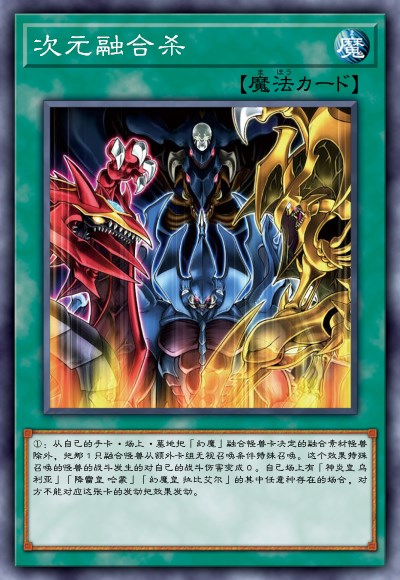 次元融合杀
魔
【魔法カード】
ま ほう
①：从自己的手卡·场上·墓地把「幻魔」融合怪兽卡决定的融合素材怪兽
除外，把那1只融合怪兽从额外卡组无视召唤条件特殊召唤。这个效果特殊
召唤的怪兽的战斗发生的对自己的战斗伤害变成0。自己场上有「神炎皇 乌
利亚」「降雷皇 哈蒙」「幻魔皇 拉比艾尔」的其中任意种存在的场合，对
方不能对应这张卡的发动把效果发动。